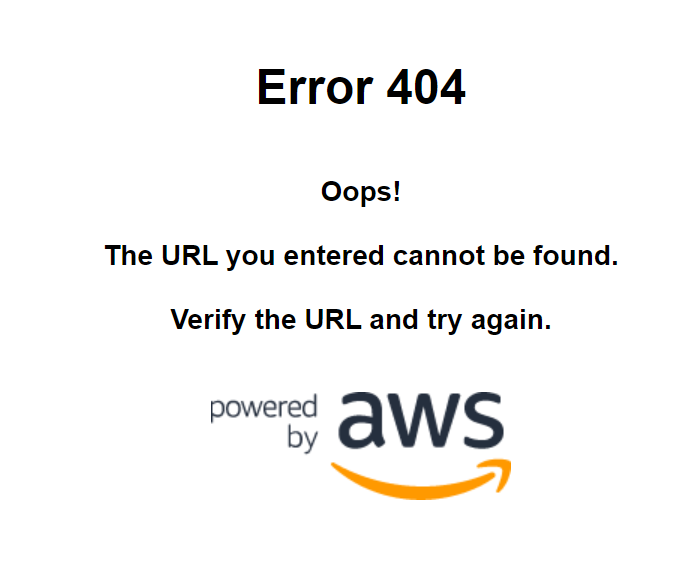 Error 404
Oops!
The URL you entered cannot be found.
Verify the URL and try again.
powered
by
aws